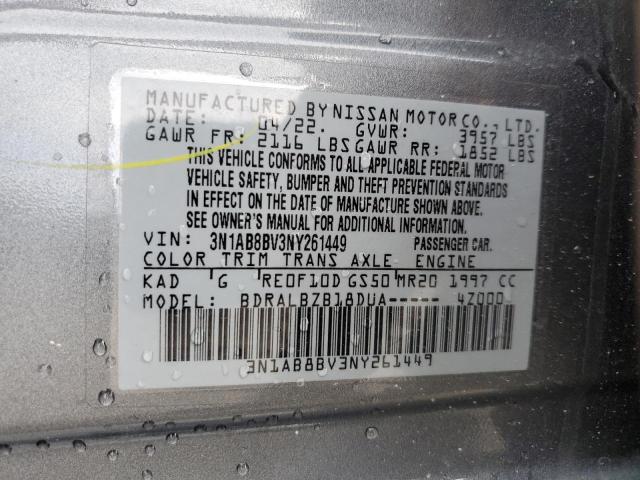 MANUFACTURED BY NISSAN MOTOR CO., LTD.
DATE: 04/22. GVWR: 3957 LBS
GAWR FR: 2116 LBS GAWR RR: 1852 LBS
THIS VEHICLE CONFORMS TO ALL APPLICABLE FEDERAL MOTOR
VEHICLE SAFETY, BUMPER AND THEFT PREVENTION STANDARDS
IN EFFECT ON THE DATE OF MANUFACTURE SHOWN ABOVE.
SEE OWNER'S MANUAL FOR ADDITIONAL INFORMATION.
VIN: 3N1AB8BV3NY261449 PASSENGER CAR.
COLOR TRIM TRANS AXLE ENGINE
KAD G RE0F10D GS50 MR20 1997 CC
MODEL: BDRALBZB18DUA----- 4Z000
3N1AB8BV3NY261449